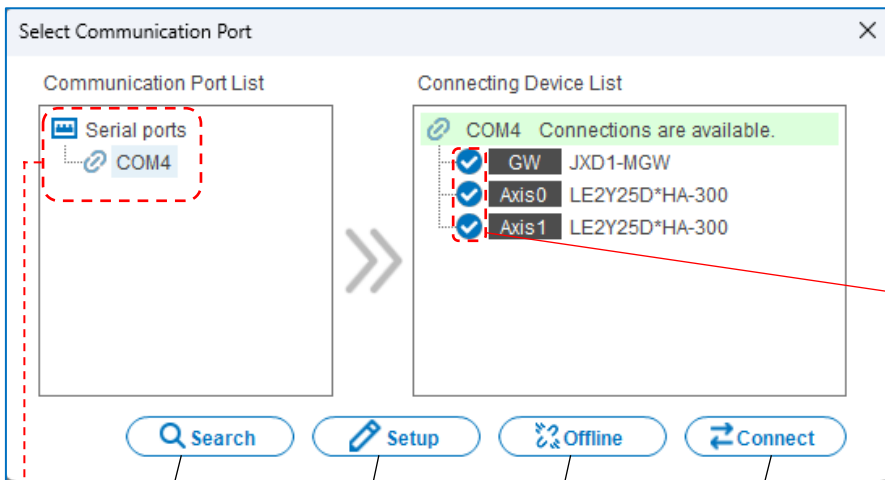 Select Communication Port
Communication Port List
Connecting Device List
Serial ports
COM4
COM4 Connections are available.
GW JXD1-MGW
Axis0 LE2Y25D*HA-300
Axis1 LE2Y25D*HA-300
Search
Setup
Offline
Connect